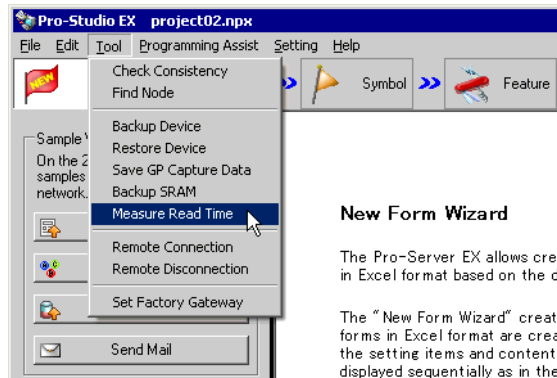 Pro-Studio EX project02.npx
File Edit Tool Programming Assist Setting Help
NEW
Symbol
Feature
Check Consistency
Find Node
Backup Device
Restore Device
Save GP Capture Data
Backup SRAM
Measure Read Time
Remote Connection
Remote Disconnection
Set Factory Gateway
Sample
On the 2
samples
network.
Send Mail
New Form Wizard
The Pro-Server EX allows cre
in Excel format based on the
The "New Form Wizard" creat
forms in Excel format are crea
the setting items and content
displayed sequentially as in the